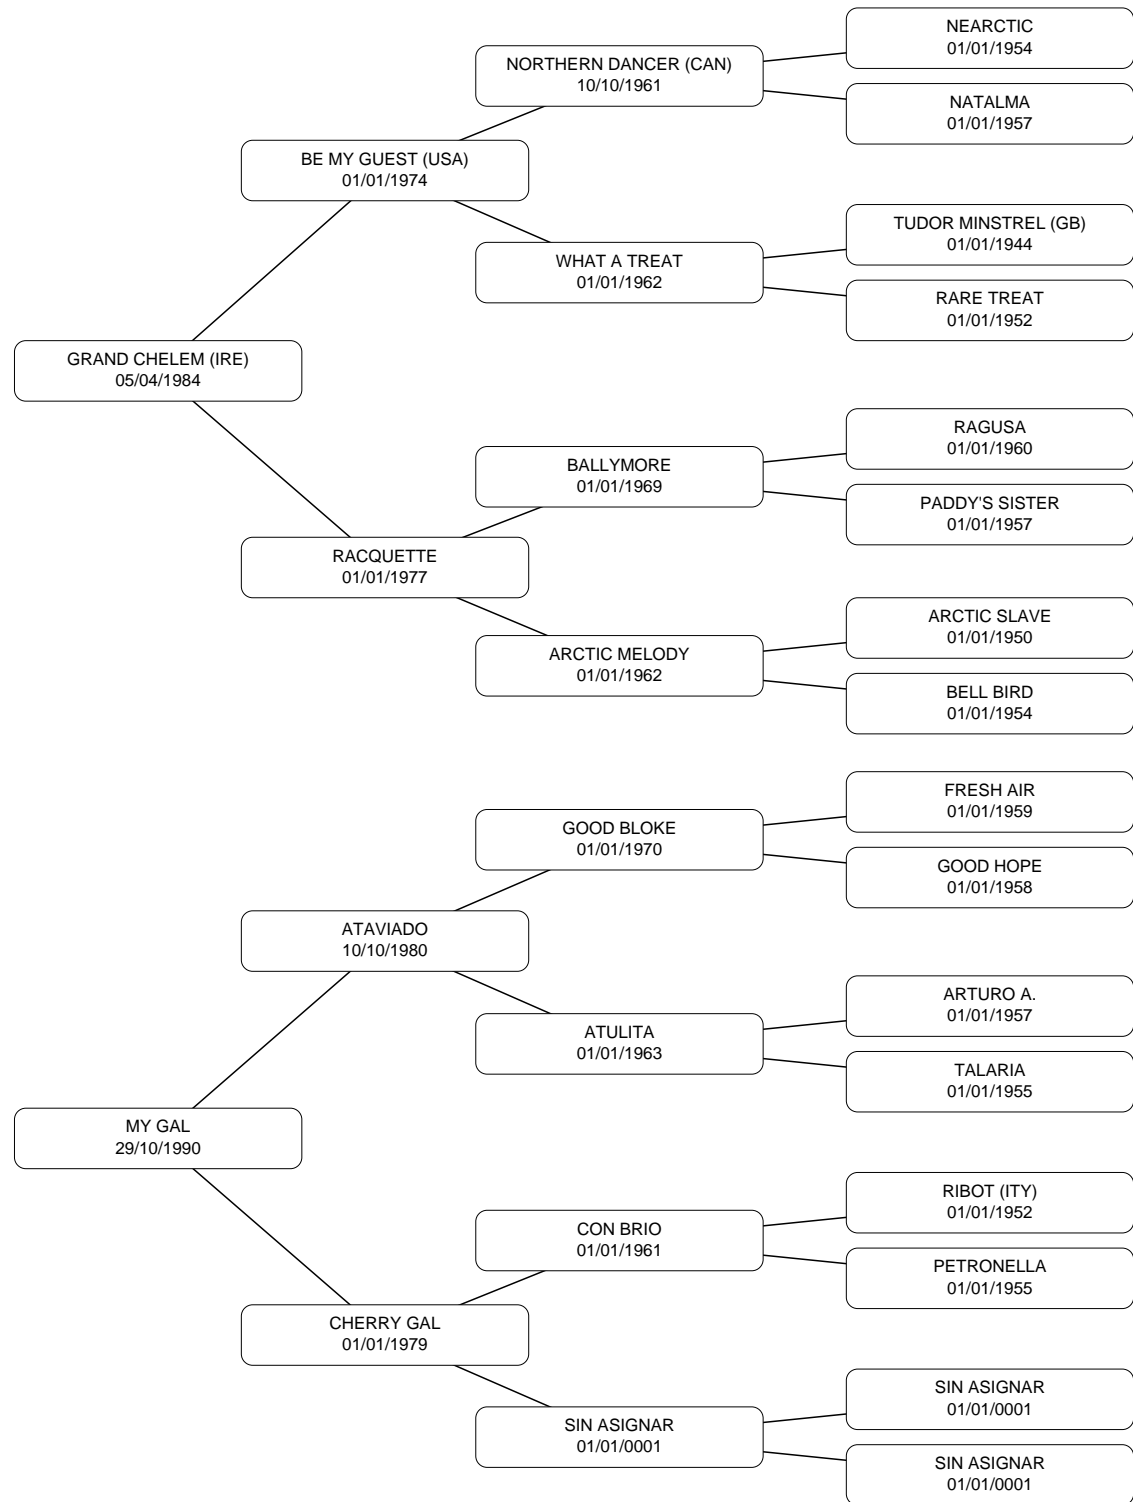 NEARCTIC
01/01/1954
NORTHERN DANCER (CAN)
10/10/1961
NATALMA
01/01/1957
BE MY GUEST (USA)
01/01/1974
TUDOR MINSTREL (GB)
01/01/1944
WHAT A TREAT
01/01/1962
RARE TREAT
01/01/1952
GRAND CHELEM (IRE)
05/04/1984
RAGUSA
01/01/1960
BALLYMORE
01/01/1969
PADDY'S SISTER
01/01/1957
RACQUETTE
01/01/1977
ARCTIC SLAVE
01/01/1950
ARCTIC MELODY
01/01/1962
BELL BIRD
01/01/1954
FRESH AIR
01/01/1959
GOOD BLOKE
01/01/1970
GOOD HOPE
01/01/1958
ATAVIADO
10/10/1980
ARTURO A.
01/01/1957
ATULITA
01/01/1963
TALARIA
01/01/1955
MY GAL
29/10/1990
RIBOT (ITY)
01/01/1952
CON BRIO
01/01/1961
PETRONELLA
01/01/1955
CHERRY GAL
01/01/1979
SIN ASIGNAR
01/01/0001
SIN ASIGNAR
01/01/0001
SIN ASIGNAR
01/01/0001